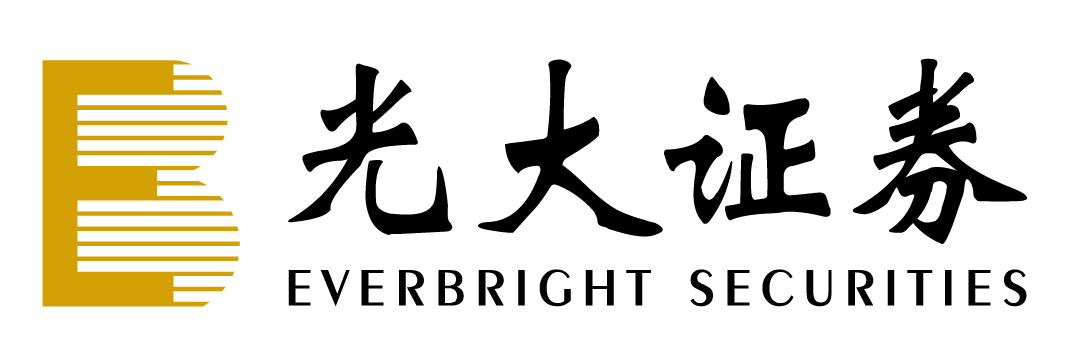 光大证券
EVERBRIGHT SECURITIES